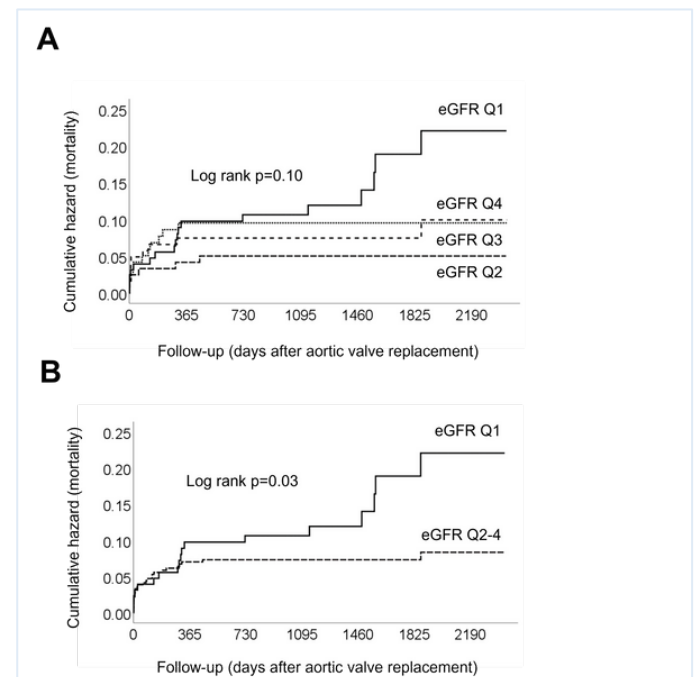 A
Cumulative hazard (mortality)
0.25
0.20
0.15
0.10
0.05
0.00
eGFR Q1
Log rank p=0.10
eGFR Q4
eGFR Q3
eGFR Q2
0 365 730 1095 1460 1825 2190
Follow-up (days after aortic valve replacement)
B
Cumulative hazard (mortality)
0.25
0.20
0.15
0.10
0.05
0.00
eGFR Q1
Log rank p=0.03
eGFR Q2-4
0 365 730 1095 1460 1825 2190
Follow-up (days after aortic valve replacement)